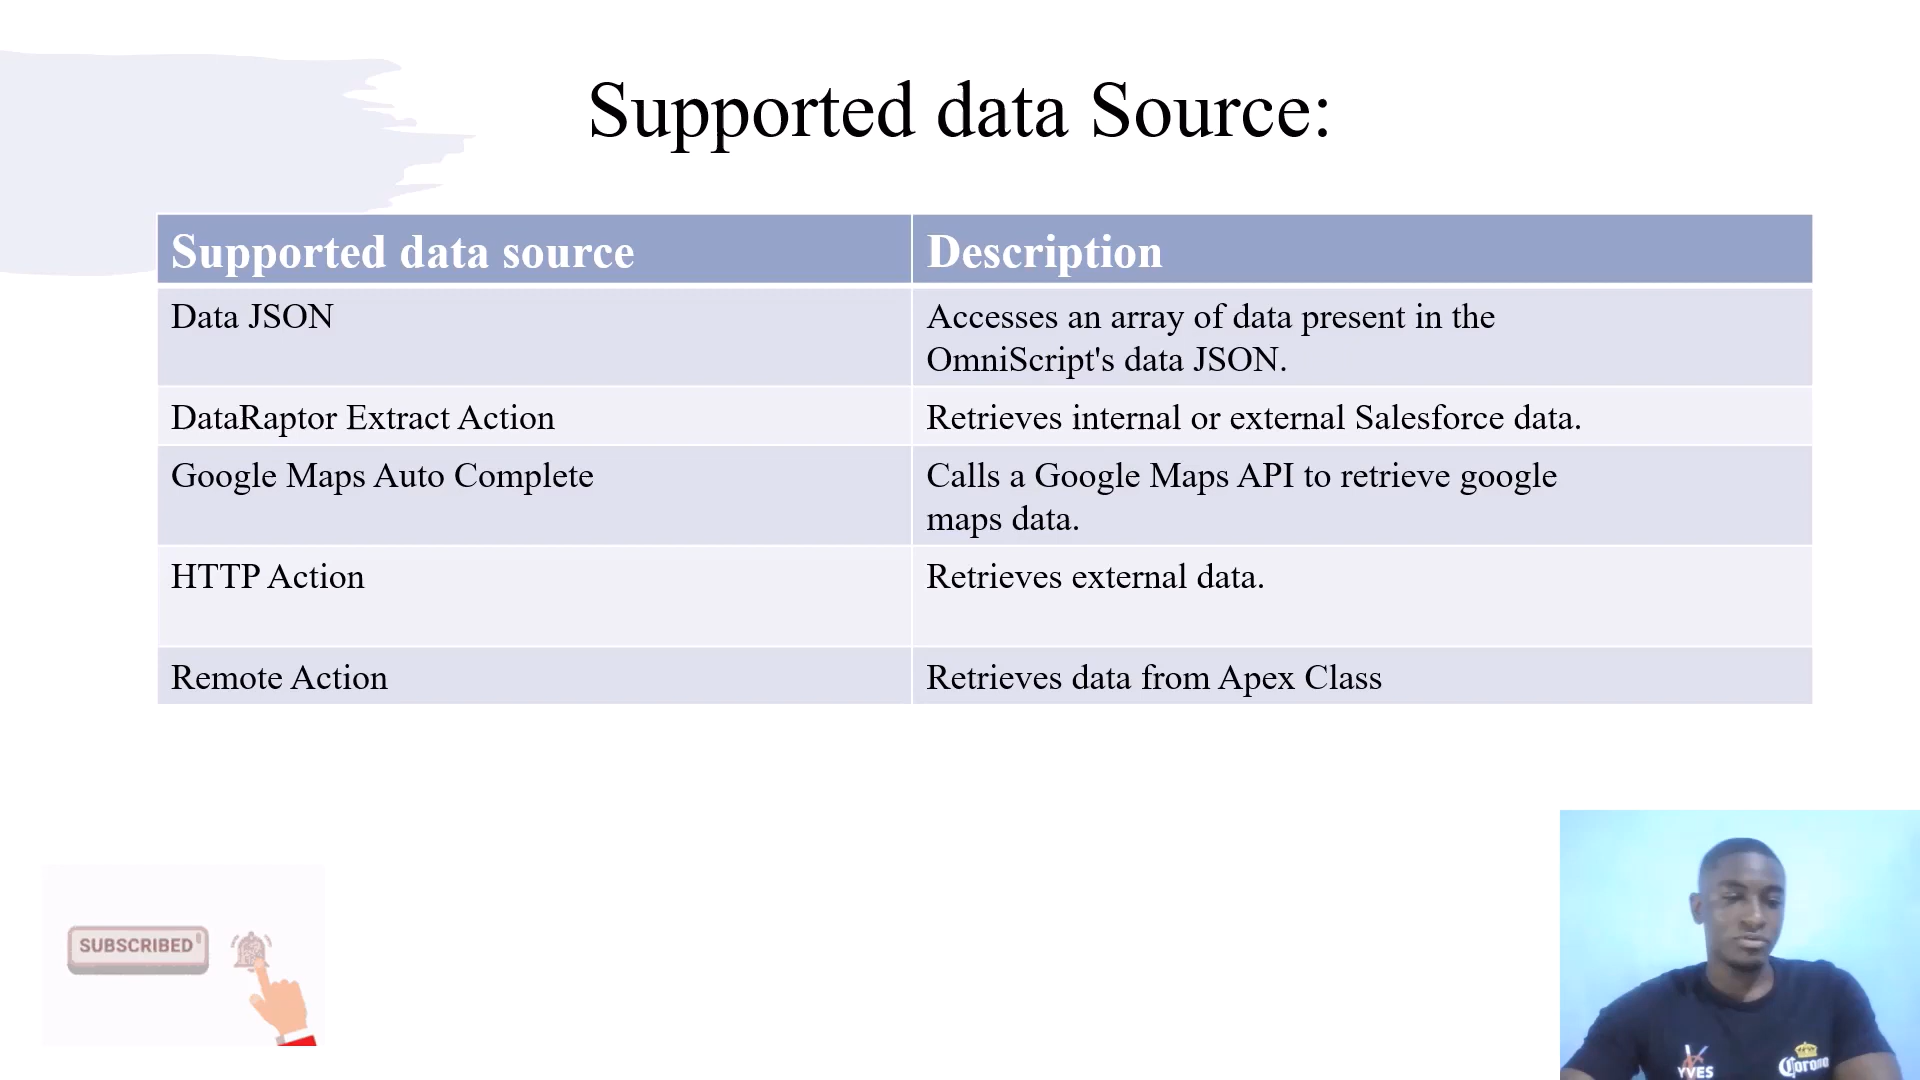 Supported data Source:
Supported data source
Description
Data JSON
Accesses an array of data present in the
OmniScript's data JSON.
DataRaptor Extract Action
Retrieves internal or external Salesforce data.
Google Maps Auto Complete
Calls a Google Maps API to retrieve google
maps data.
HTTP Action
Retrieves external data.
Remote Action
Retrieves data from Apex Class
SUBSCRIBED
YVES
Corona